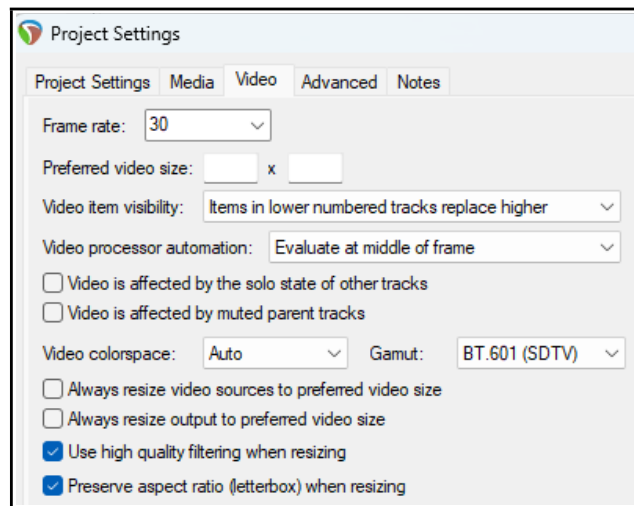 Project Settings
Project Settings Media Video Advanced Notes
Frame rate: 30
Preferred video size: x
Video item visibility: Items in lower numbered tracks replace higher
Video processor automation: Evaluate at middle of frame
Video is affected by the solo state of other tracks
Video is affected by muted parent tracks
Video colorspace: Auto Gamut: BT.601 (SDTV)
Always resize video sources to preferred video size
Always resize output to preferred video size
Use high quality filtering when resizing
Preserve aspect ratio (letterbox) when resizing